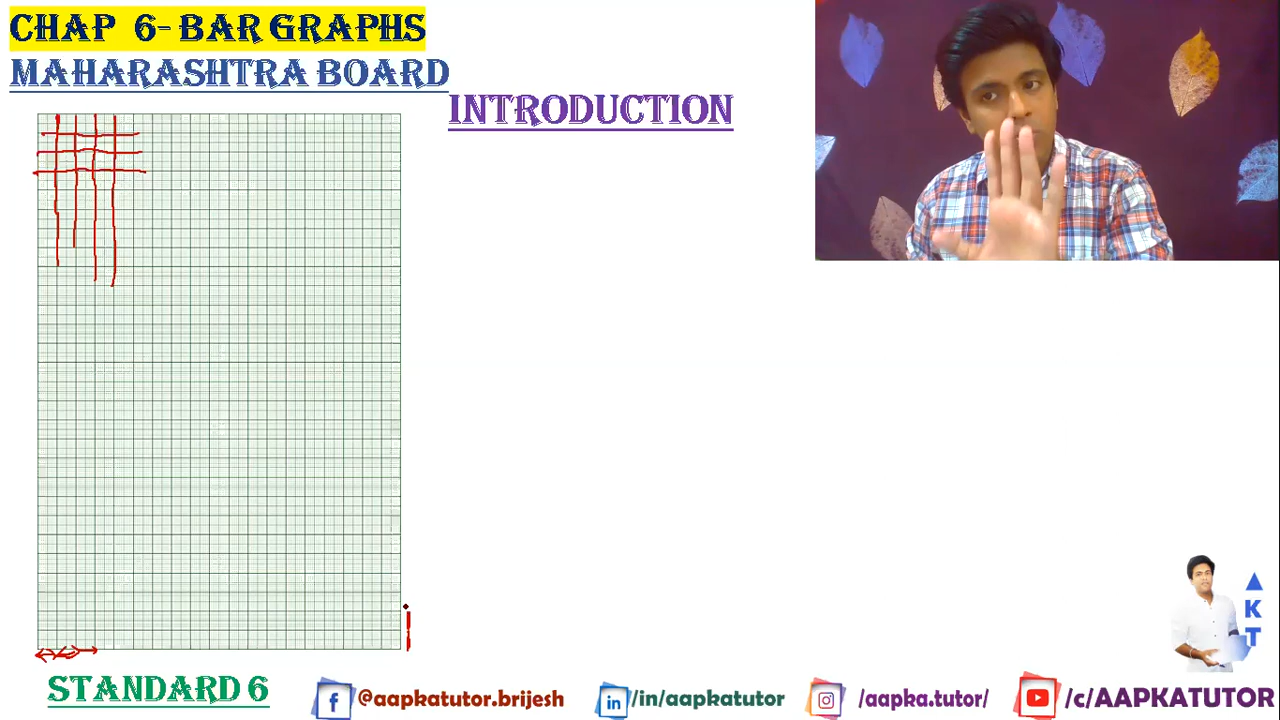 CHAP 6- BAR GRAPHS
MAHARASHTRA BOARD
INTRODUCTION
A
K
T
STANDARD 6
@aapkatutor.brijesh
/in/aapkatutor
/aapka.tutor/
/c/AAPKATUTOR